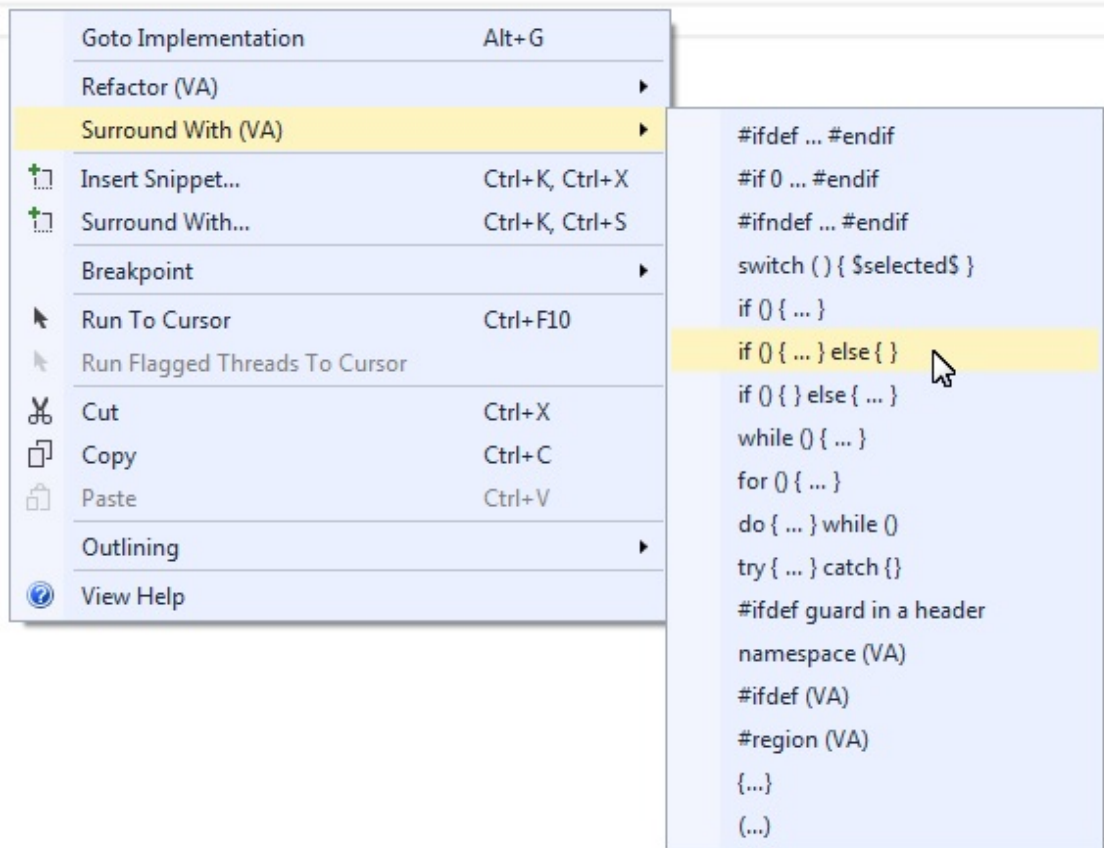 Goto Implementation Alt+G
Refactor (VA)
Surround With (VA)
Insert Snippet... Ctrl+K, Ctrl+X
Surround With... Ctrl+K, Ctrl+S
Breakpoint
Run To Cursor Ctrl+F10
Run Flagged Threads To Cursor
Cut Ctrl+X
Copy Ctrl+C
Paste Ctrl+V
Outlining
View Help
#ifdef ... #endif
#if 0 ... #endif
#ifndef ... #endif
switch ( ) { $selected$ }
if () { ... }
if () { ... } else { }
if () { } else { ... }
while () { ... }
for () { ... }
do { ... } while ()
try { ... } catch {}
#ifdef guard in a header
namespace (VA)
#ifdef (VA)
#region (VA)
{...}
(...)